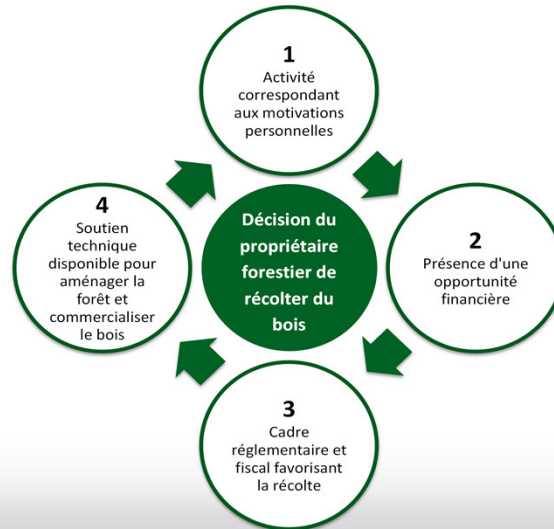 1
Activité
correspondant
aux motivations
personnelles
Décision du
propriétaire
forestier de
récolter du
bois
2
Présence d'une
opportunité
financière
3
Cadre
réglementaire et
fiscal favorisant
la récolte
4
Soutien
technique
disponible pour
aménager la
forêt et
commercialiser
le bois